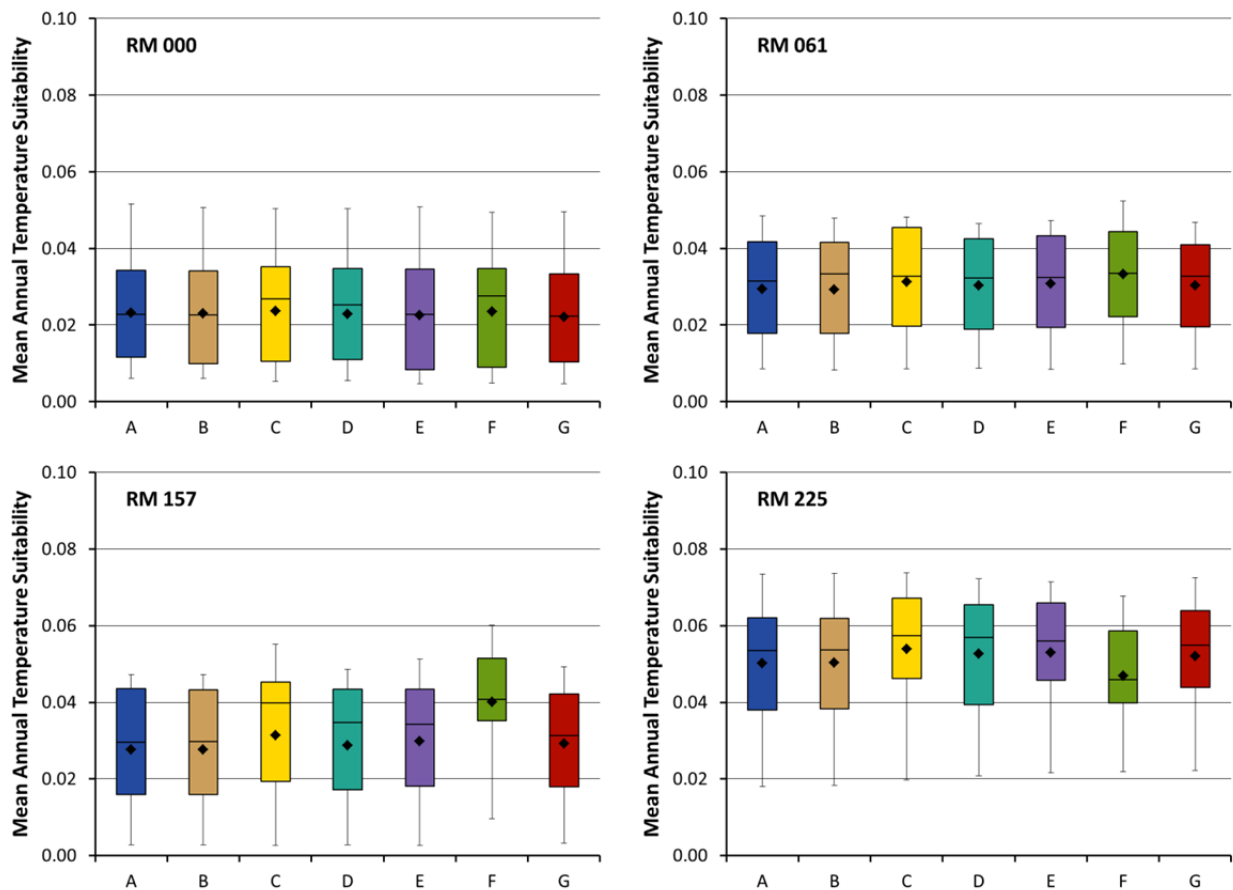 RM 000
Mean Annual Temperature Suitability
0.10
0.08
0.06
0.04
0.02
0.00
A B C D E F G
RM 061
Mean Annual Temperature Suitability
0.10
0.08
0.06
0.04
0.02
0.00
A B C D E F G
RM 157
Mean Annual Temperature Suitability
0.10
0.08
0.06
0.04
0.02
0.00
A B C D E F G
RM 225
Mean Annual Temperature Suitability
0.10
0.08
0.06
0.04
0.02
0.00
A B C D E F G